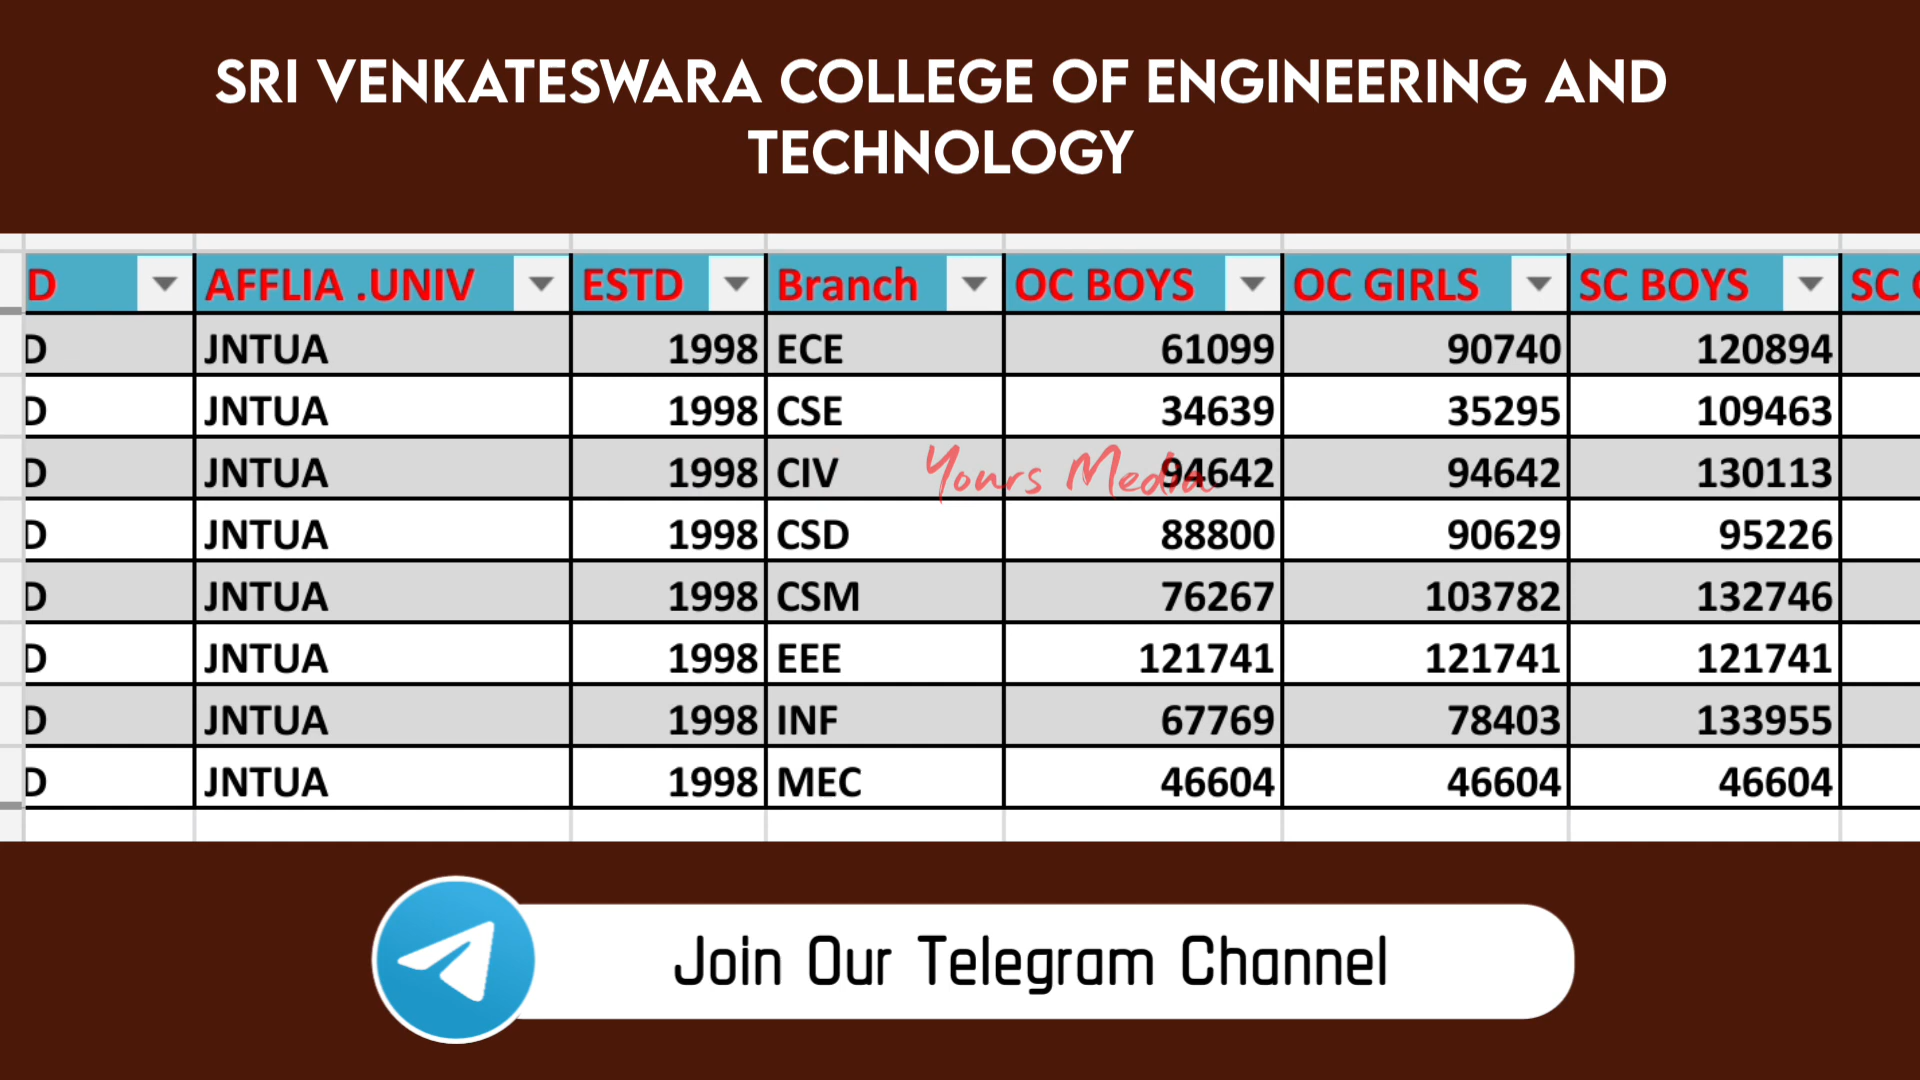 SRI VENKATESWARA COLLEGE OF ENGINEERING AND
TECHNOLOGY
D AFFLIA .UNIV ESTD Branch OC BOYS OC GIRLS SC BOYS SC
D JNTUA 1998 ECE 61099 90740 120894
D JNTUA 1998 CSE 34639 35295 109463
D JNTUA 1998 CIV 94642 94642 130113
Yours Media
D JNTUA 1998 CSD 88800 90629 95226
D JNTUA 1998 CSM 76267 103782 132746
D JNTUA 1998 EEE 121741 121741 121741
D JNTUA 1998 INF 67769 78403 133955
D JNTUA 1998 MEC 46604 46604 46604
Join Our Telegram Channel